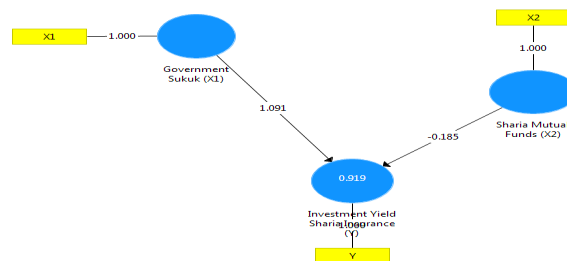 X1
1.000
Government
Sukuk (X1)
X2
1.000
Sharia Mutua
Funds (X2)
1.091
-0.185
0.919
Investment Yield
Sharia Insurance
(Y)
Y